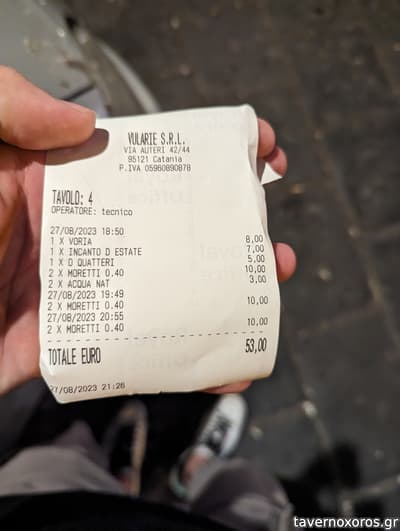 VULARIE S.R.L.
VIA AUTERI 42/44
95121 Catania
P.IVA 05960890878
TAVOLO: 4
OPERATORE: tecnico
27/08/2023 18:50
1 X VORIA 8,00
1 X INCANTO D ESTATE 7,00
1 X D QUATTERI 5,00
2 X MORETTI 0.40 10,00
2 X ACQUA NAT 3,00
27/08/2023 19:49
2 X MORETTI 0.40 10,00
27/08/2023 20:55
2 X MORETTI 0.40 10,00
TOTALE EURO 53,00
27/08/2023 21:26
tavernoxoros.gr